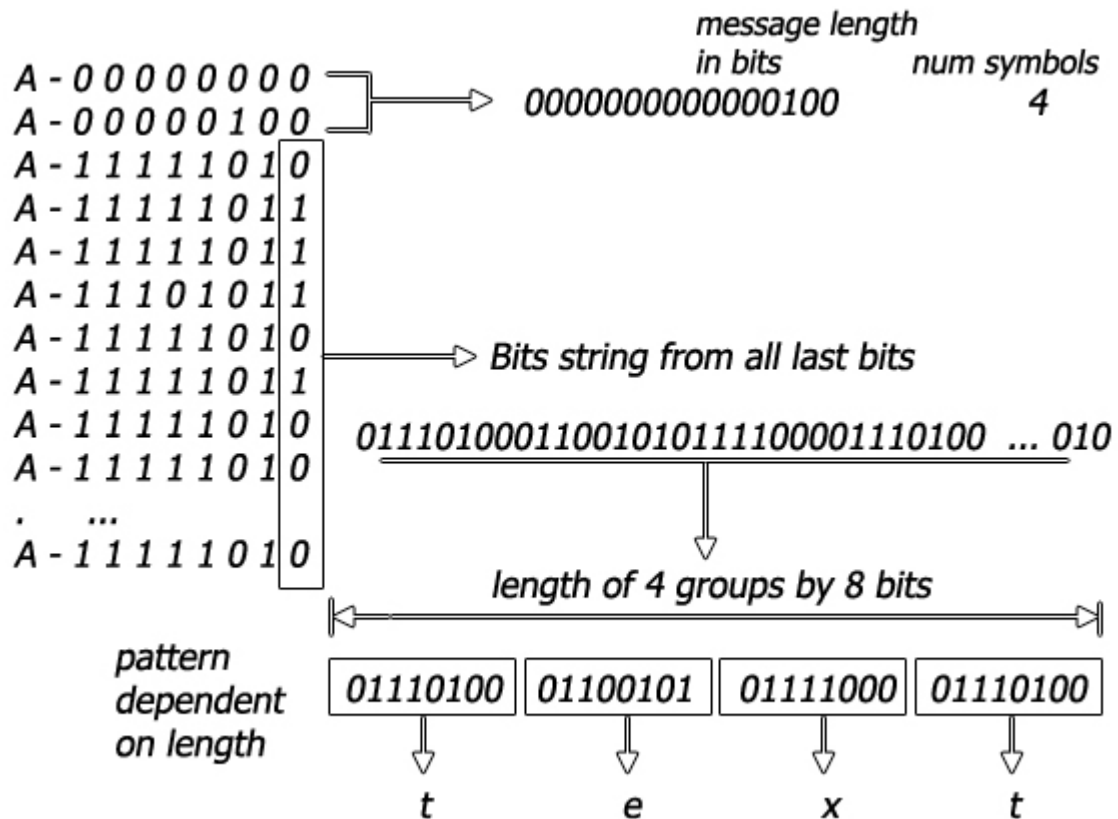 message length
in bits
num symbols
A - 0 0 0 0 0 0 0 0
A - 0 0 0 0 0 1 0 0
0000000000000100
4
A - 1 1 1 1 1 0 1 0
A - 1 1 1 1 1 0 1 1
A - 1 1 1 1 1 0 1 1
A - 1 1 1 0 1 0 1 1
A - 1 1 1 1 1 0 1 0
Bits string from all last bits
A - 1 1 1 1 1 0 1 1
A - 1 1 1 1 1 0 1 0
01110100011001010111100001110100 ... 010
A - 1 1 1 1 1 0 1 0
. ...
A - 1 1 1 1 1 0 1 0
length of 4 groups by 8 bits
pattern
dependent
on length
01110100 01100101 01111000 01110100
t e x t